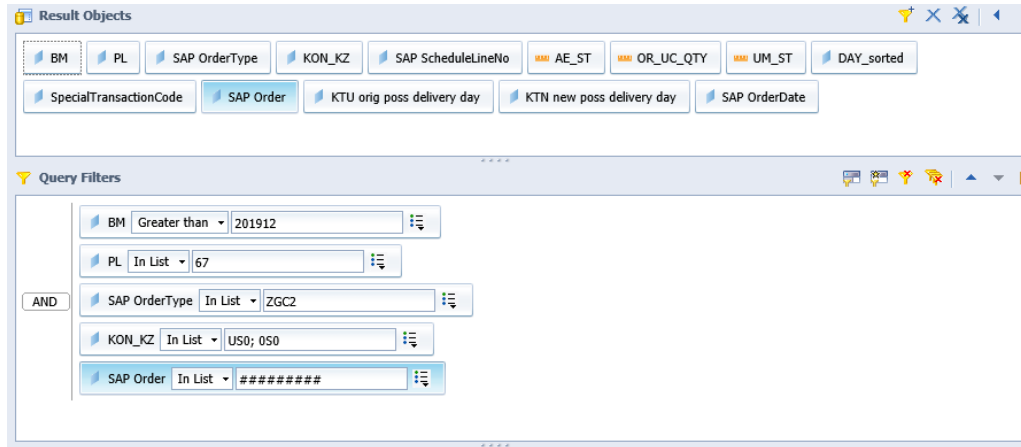 Result Objects
BM PL SAP OrderType KON_KZ SAP ScheduleLineNo AE_ST OR_UC_QTY UM_ST DAY_sorted
SpecialTransactionCode SAP Order KTU orig poss delivery day KTN new poss delivery day SAP OrderDate
Query Filters
BM Greater than 201912
PL In List 67
AND SAP OrderType In List ZGC2
KON_KZ In List US0; 0S0
SAP Order In List #########